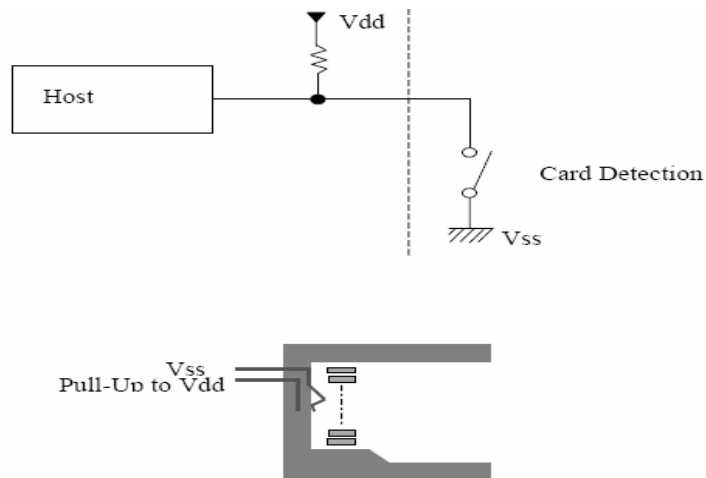 Vdd
Host
Card Detection
Vss
Vss
Pull-Up to Vdd